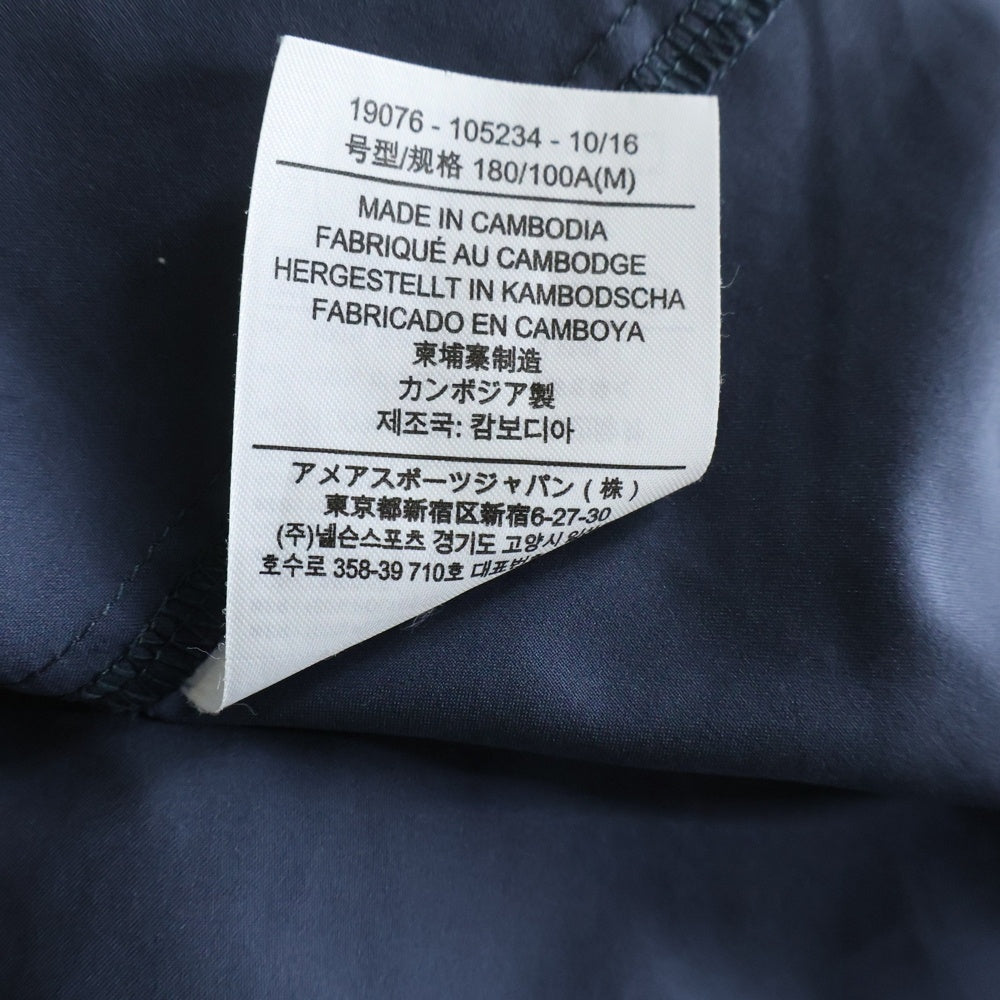 19076 - 105234 - 10/16
号型/规格 180/100A(M)
MADE IN CAMBODIA
FABRIQUÉ AU CAMBODGE
HERGESTELLT IN KAMBODSCHA
FABRICADO EN CAMBOYA
柬埔寨制造
カンボジア製
제조국: 캄보디아
アメアスポーツジャパン(株)
東京都新宿区新宿6-27-30
(주)넬슨스포츠 경기도 고양시
호수로 358-39 710호